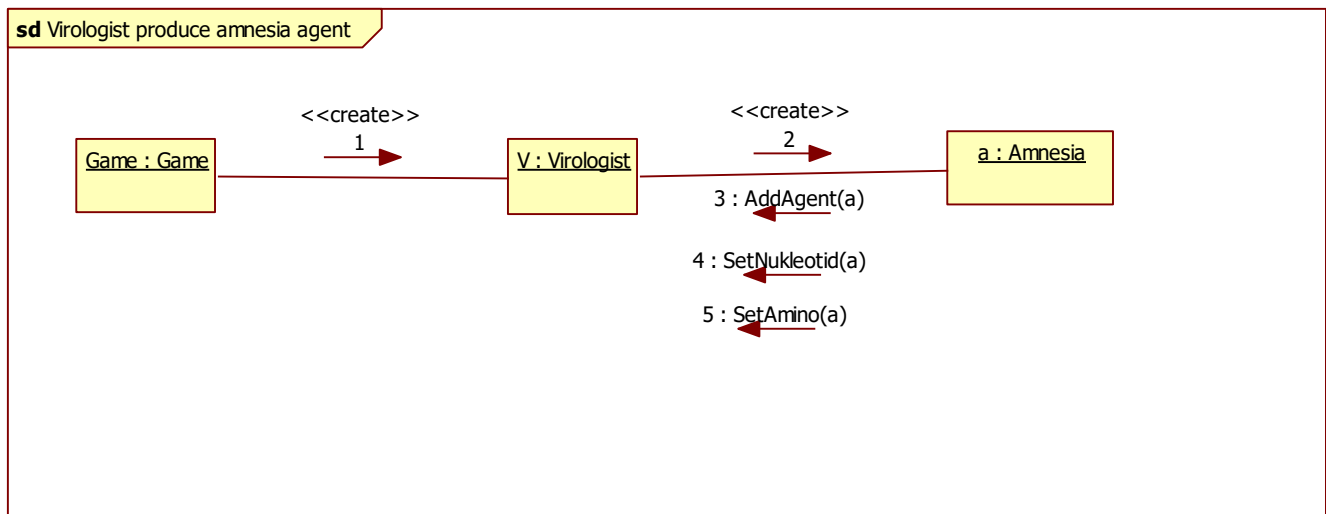 sd Virologist produce amnesia agent
<<create>>
1
<<create>>
2
Game : Game
V : Virologist
a : Amnesia
3 : AddAgent(a)
4 : SetNukleotid(a)
5 : SetAmino(a)